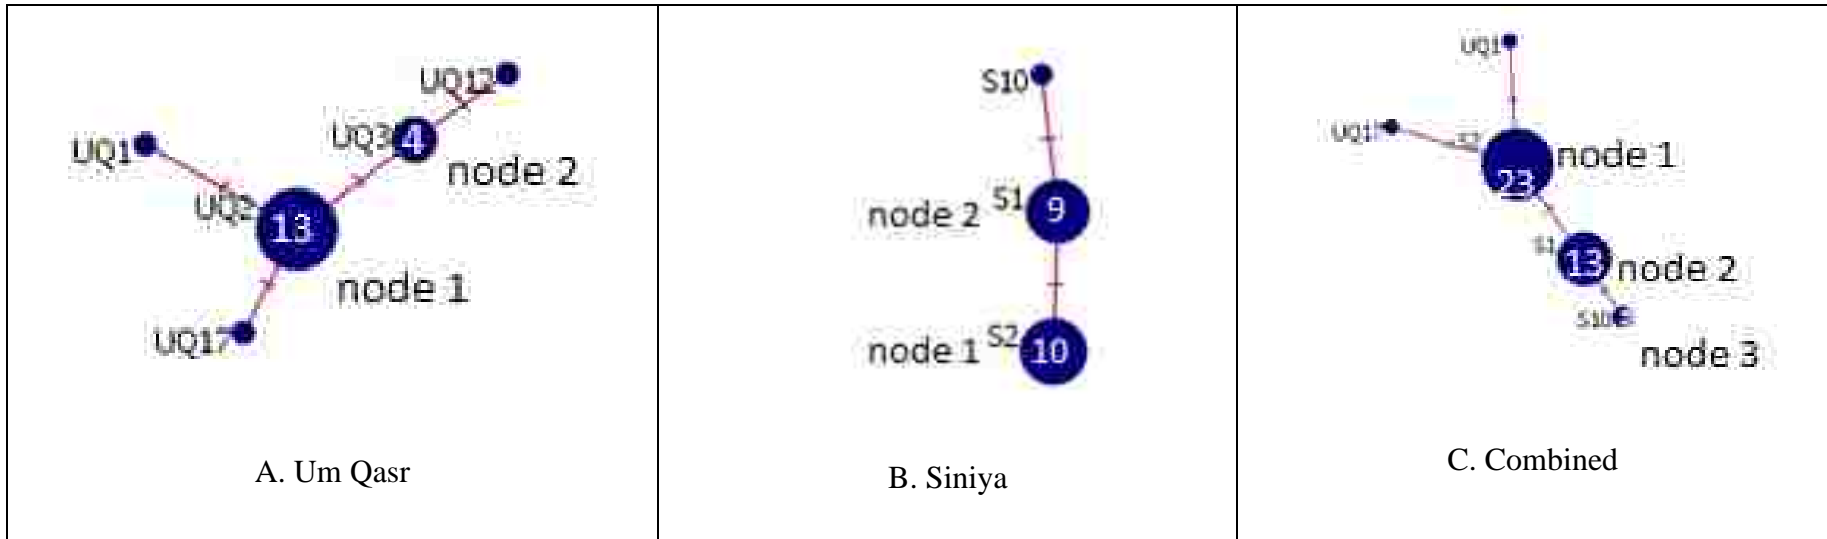 UQ12
UQ3
4
UQ1
node 2
UQ2
13
node 1
UQ17
A. Um Qasr
S10
S1
9
node 2
S2
10
node 1
B. Siniya
UQ1
node 1
23
S1
13
node 2
S10
node 3
C. Combined